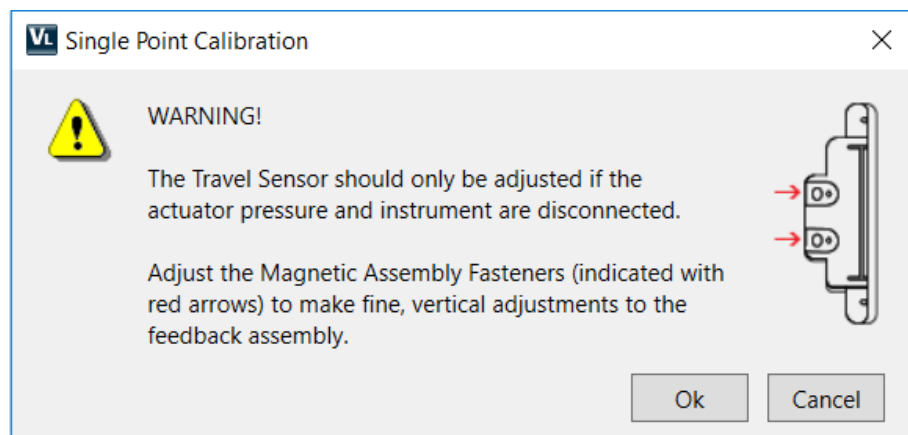 VL Single Point Calibration
WARNING!
The Travel Sensor should only be adjusted if the
actuator pressure and instrument are disconnected.
Adjust the Magnetic Assembly Fasteners (indicated with
red arrows) to make fine, vertical adjustments to the
feedback assembly.
Ok Cancel